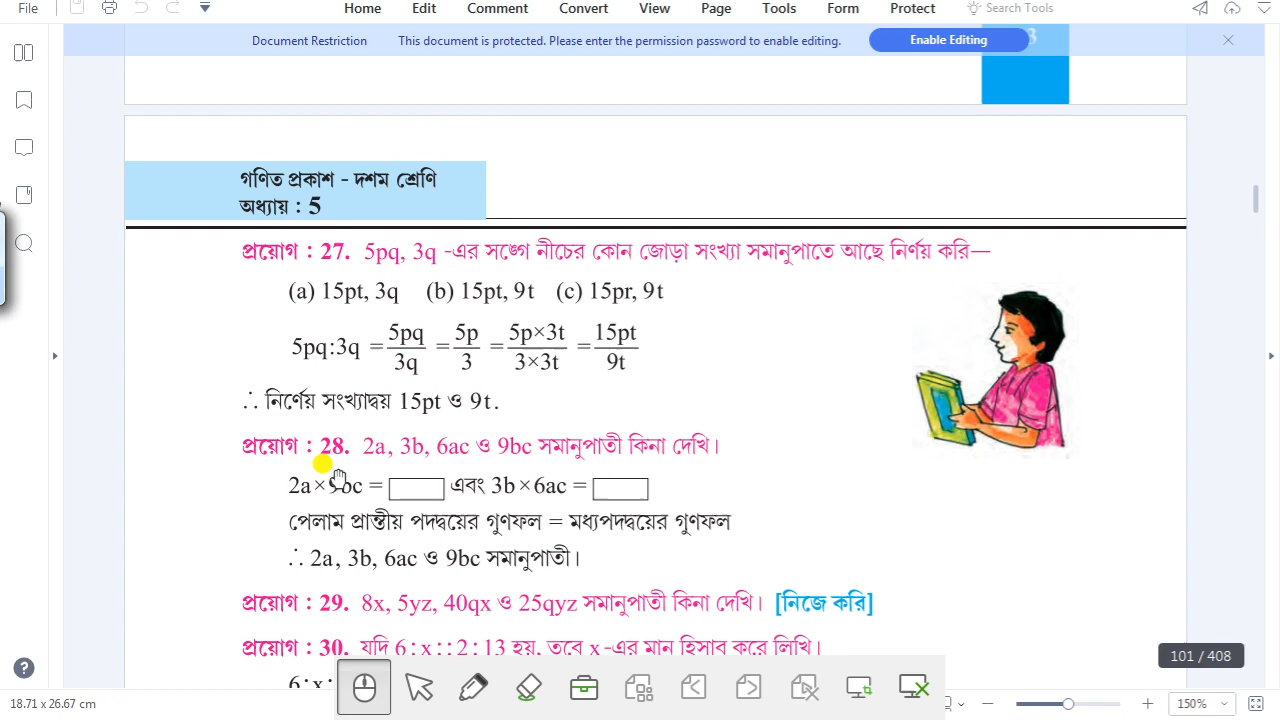 File Home Edit Comment Convert View Page Tools Form Protect Search Tools
Document Restriction This document is protected. Please enter the permission password to enable editing. Enable Editing
গণিত প্রকাশ - দশম শ্রেণি
অধ্যায় : 5
প্রয়োগ : 27. 5pq, 3q -এর সঙ্গে নীচের কোন জোড়া সংখ্যা সমানুপাতে আছে নির্ণয় করি—
(a) 15pt, 3q (b) 15pt, 9t (c) 15pr, 9t
5pq:3q = 5pq/3q = 5p/3 = 5p×3t/3×3t = 15pt/9t
∴ নির্ণেয় সংখ্যাদ্বয় 15pt ও 9t.
প্রয়োগ : 28. 2a, 3b, 6ac ও 9bc সমানুপাতী কিনা দেখি।
2a×9bc = এবং 3b×6ac =
পেলাম প্রান্তীয় পদদ্বয়ের গুণফল = মধ্যপদদ্বয়ের গুণফল
∴ 2a, 3b, 6ac ও 9bc সমানুপাতী।
প্রয়োগ : 29. 8x, 5yz, 40qx ও 25qyz সমানুপাতী কিনা দেখি। [নিজে করি]
প্রয়োগ : 30. যদি 6:x::2:13 হয়, তবে x-এর মান হিসাব করে লিখি।
101 / 408
6:x:
18.71 x 26.67 cm 150%